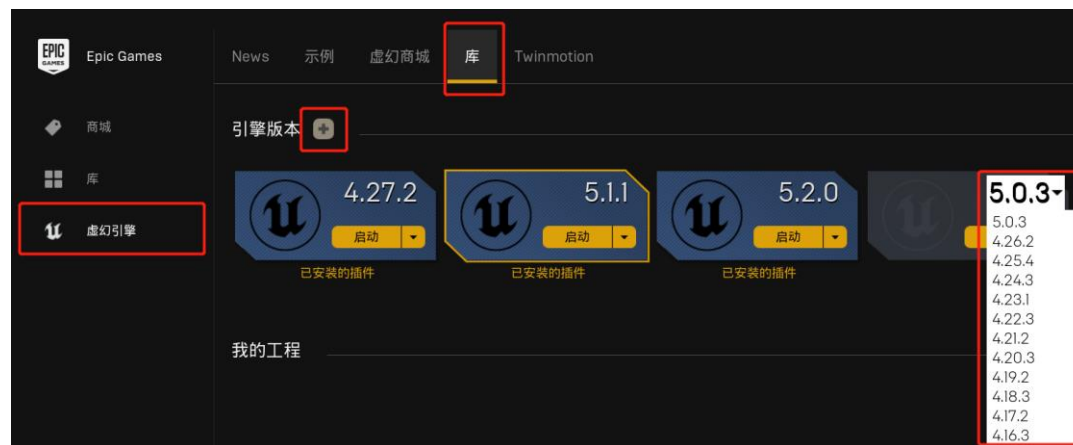 EPIC GAMES
Epic Games
News 示例 虚幻商城 库 Twinmotion
商城
库
虚幻引擎
引擎版本
4.27.2
启动
已安装的插件
5.1.1
启动
已安装的插件
5.2.0
启动
已安装的插件
5.0.3
5.0.3
4.26.2
4.25.4
4.24.3
4.23.1
4.22.3
4.21.2
4.20.3
4.19.2
4.18.3
4.17.2
4.16.3
我的工程